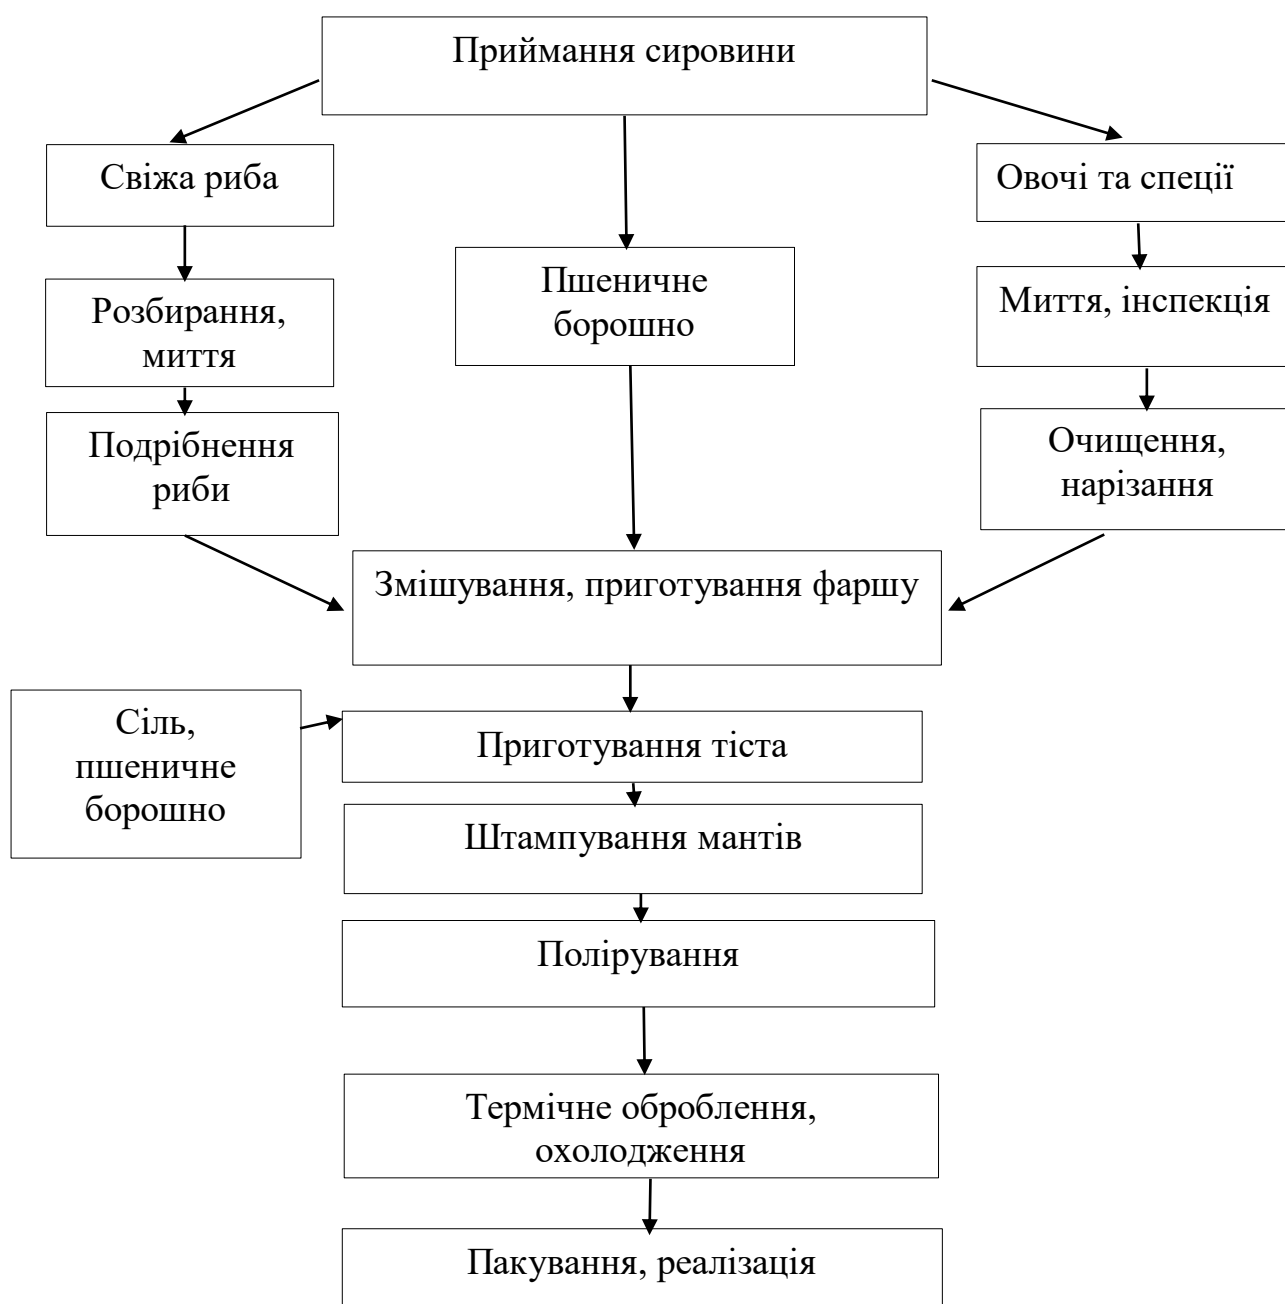 Приймання сировини
Свіжа риба
Овочі та спеції
Пшеничне
борошно
Розбирання,
миття
Миття, інспекція
Подрібнення
риби
Очищення,
нарізання
Змішування, приготування фаршу
Сіль,
пшеничне
борошно
Приготування тіста
Штампування мантів
Полірування
Термічне оброблення,
охолодження
Пакування, реалізація